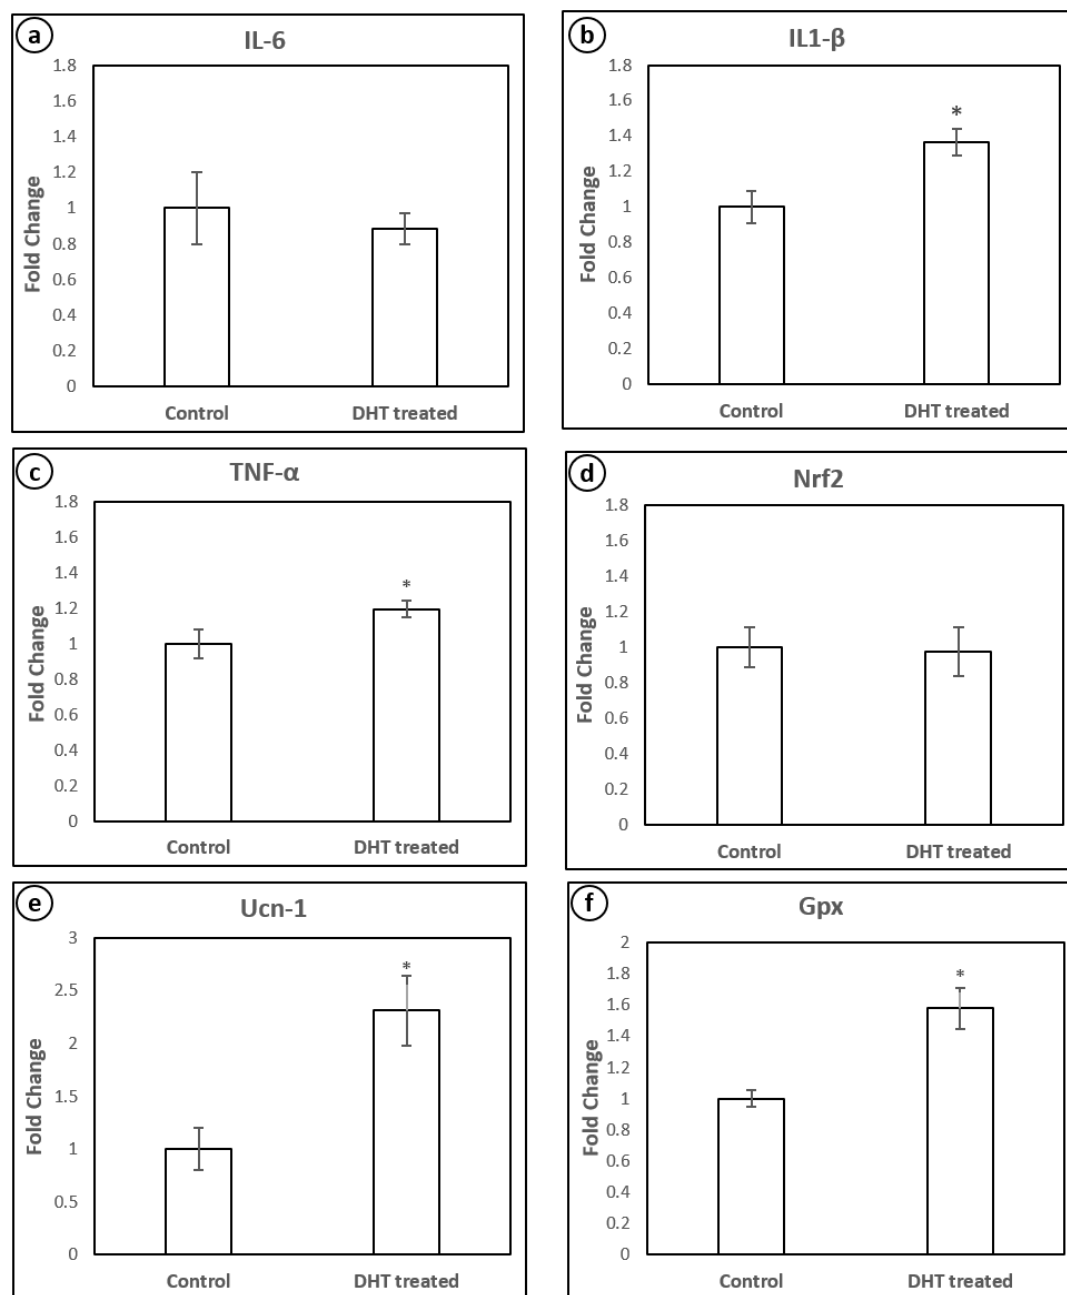 a
IL-6
1.8
1.6
1.4
1.2
1
0.8
0.6
0.4
0.2
0
Fold Change
Control DHT treated
b
IL1-β
1.8
1.6
1.4
1.2
1
0.8
0.6
0.4
0.2
0
Fold Change
*
Control DHT treated
c
TNF-α
1.8
1.6
1.4
1.2
1
0.8
0.6
0.4
0.2
0
Fold Change
*
Control DHT treated
d
Nrf2
1.8
1.6
1.4
1.2
1
0.8
0.6
0.4
0.2
0
Fold Change
Control DHT treated
e
Ucn-1
3
2.5
2
1.5
1
0.5
0
Fold Change
*
Control DHT treated
f
Gpx
2
1.8
1.6
1.4
1.2
1
0.8
0.6
0.4
0.2
0
Fold Change
*
Control DHT treated